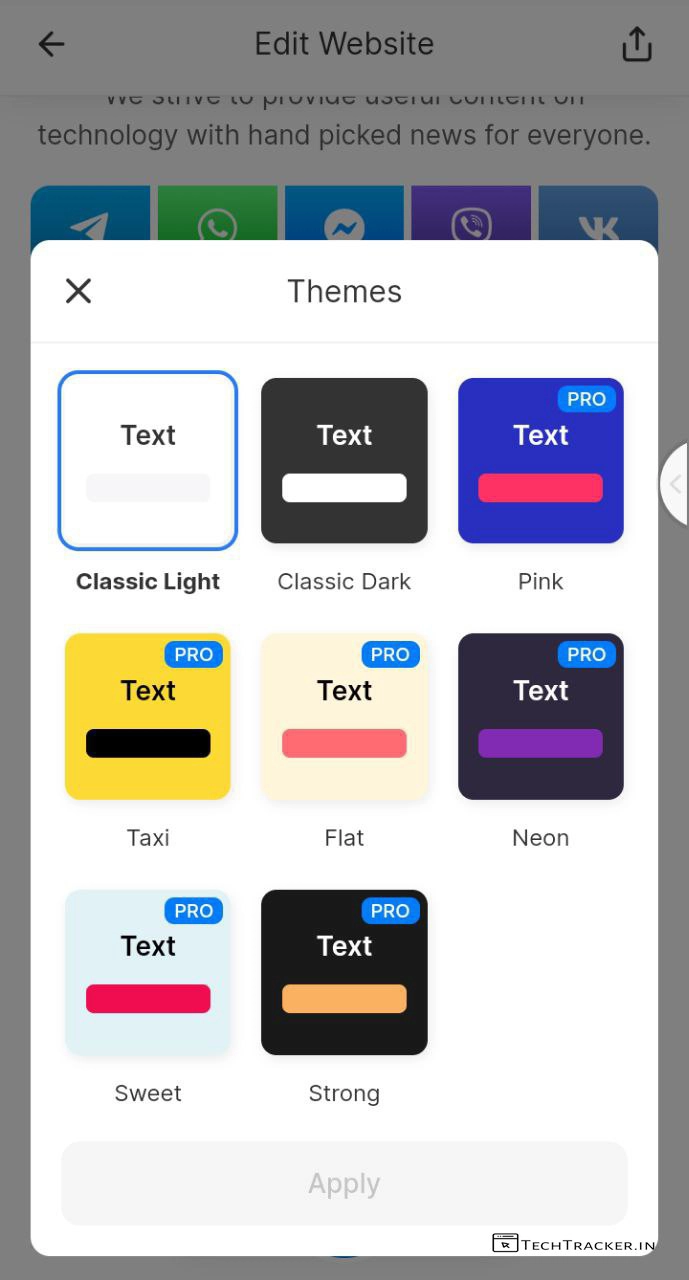 Edit Website
We strive to provide useful content on
technology with hand picked news for everyone.
Themes
Text
Classic Light
Text
Classic Dark
PRO
Text
Pink
PRO
Text
Taxi
PRO
Text
Flat
PRO
Text
Neon
PRO
Text
Sweet
PRO
Text
Strong
Apply
TECHTRACKER.IN